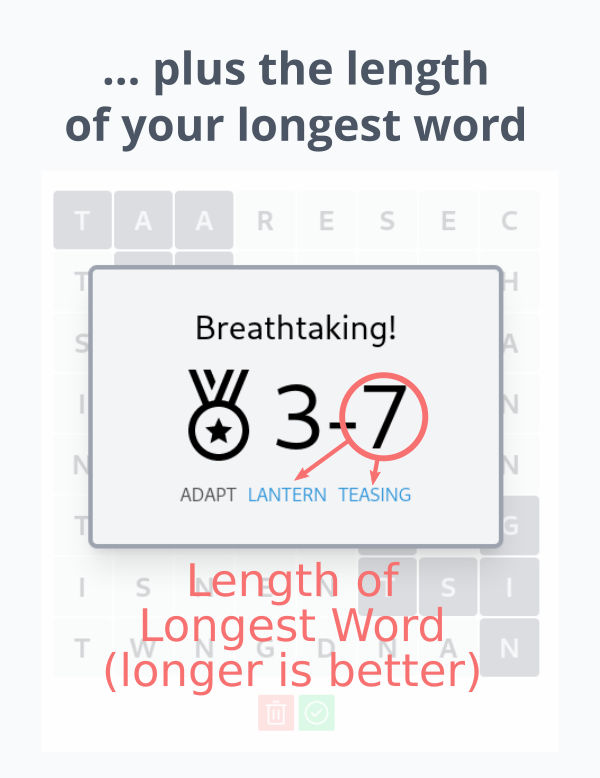 ... plus the length
of your longest word
T A A R E S E C
T H
S A
I N
N N
T G
Breathtaking!
3-7
ADAPT LANTERN TEASING
I S N E N S I
Length of
Longest Word
T W N G D N A N
(longer is better)